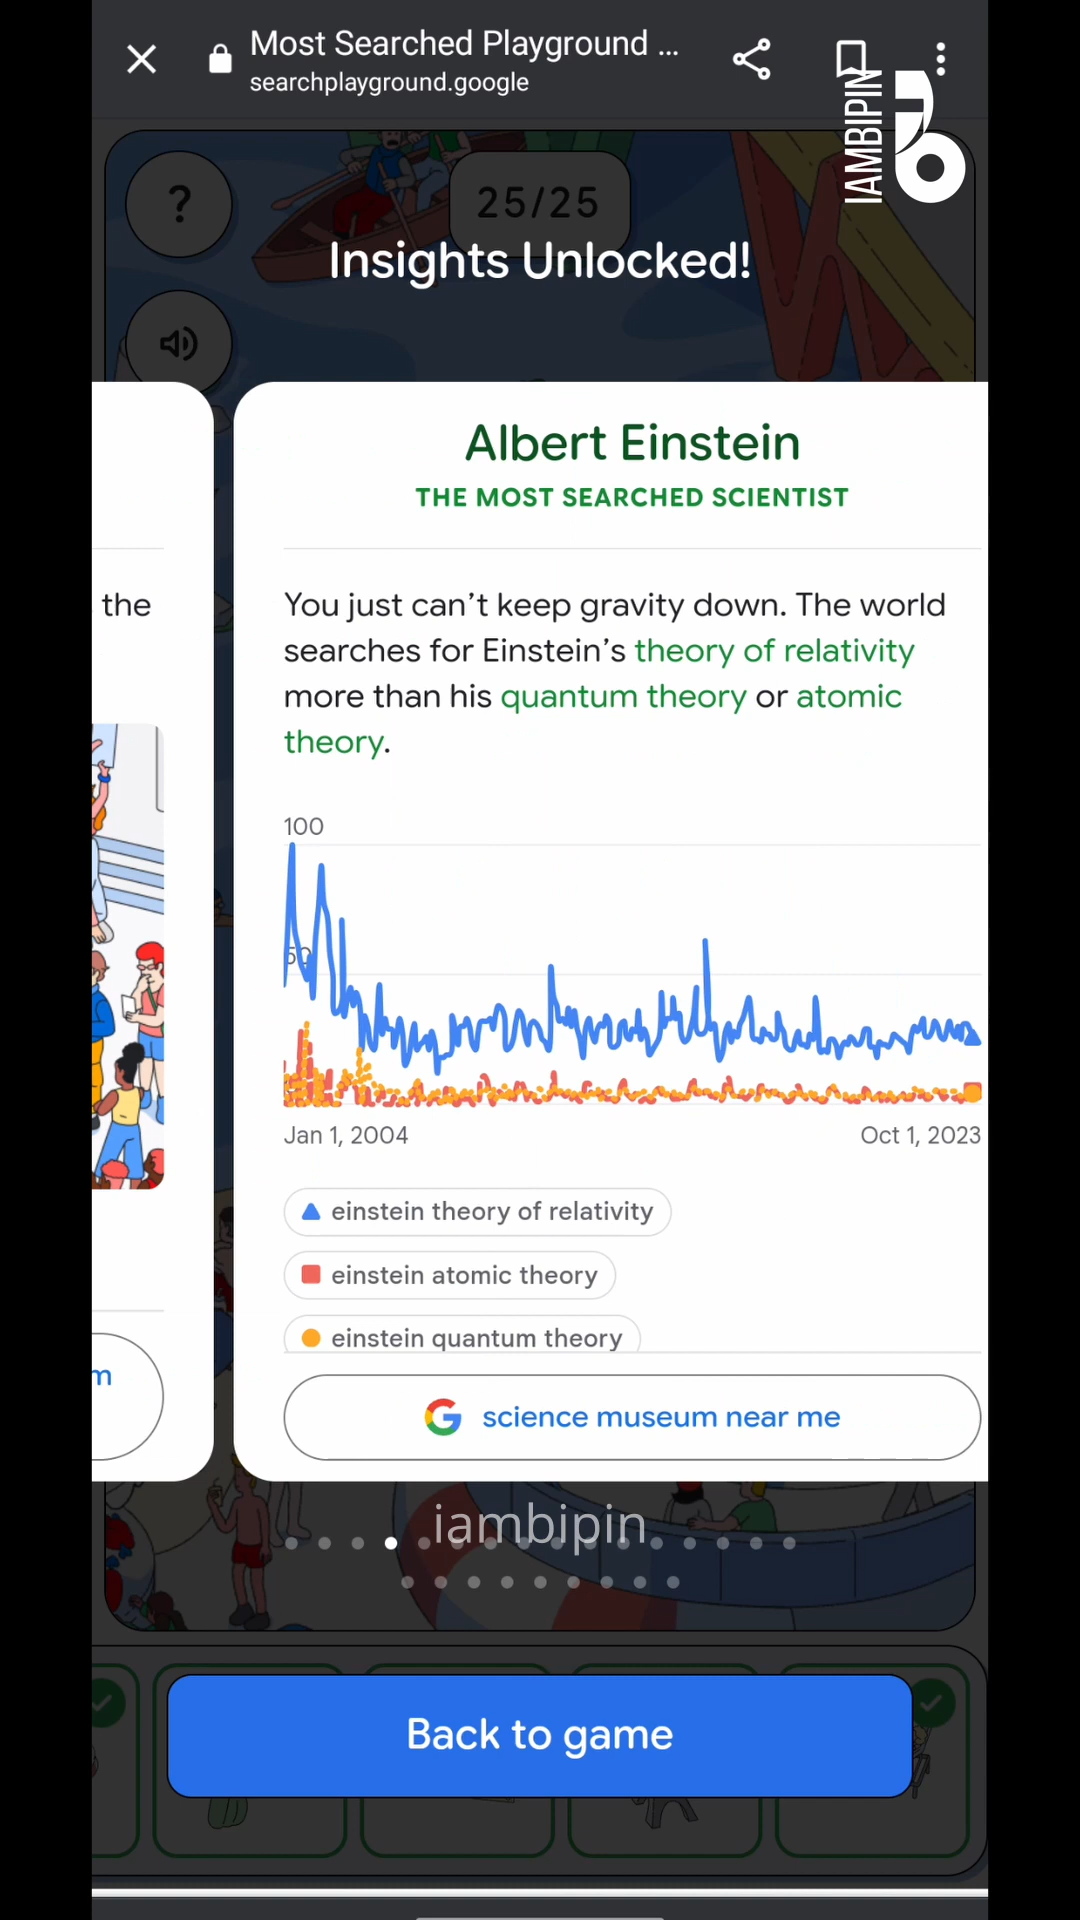 Most Searched Playground ...
searchplayground.google
IAMBIPIN
?
25/25
Insights Unlocked!
Albert Einstein
THE MOST SEARCHED SCIENTIST
the
You just can’t keep gravity down. The world
searches for Einstein’s theory of relativity
more than his quantum theory or atomic
theory.
100
50
Jan 1, 2004
Oct 1, 2023
einstein theory of relativity
einstein atomic theory
einstein quantum theory
m
science museum near me
iambipin
Back to game